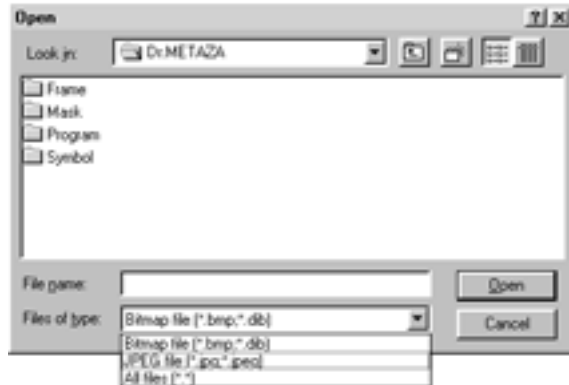 Open
Look in: Dr.METAZA
Frame
Mask
Program
Symbol
File name: Open
Files of type: Bitmap file (*.bmp;*.dib) Cancel
Bitmap file (*.bmp;*.dib)
JPEG file (*.jpg;*.jpeg)
All files (*.*)